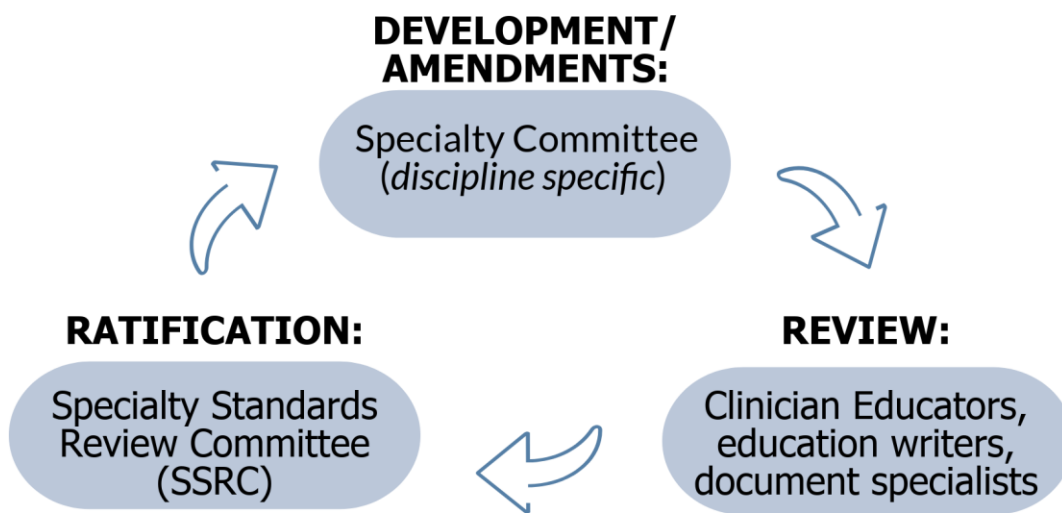 DEVELOPMENT/
AMENDMENTS:
Specialty Committee
(discipline specific)
RATIFICATION:
Specialty Standards
Review Committee
(SSRC)
REVIEW:
Clinician Educators,
education writers,
document specialists